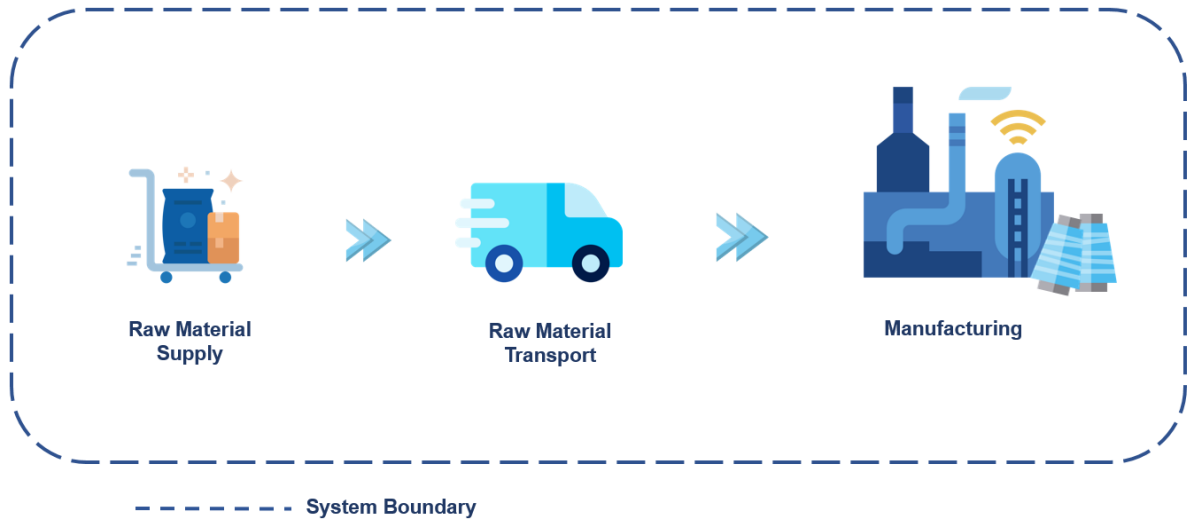 Raw Material
Supply
Raw Material
Transport
Manufacturing
System Boundary